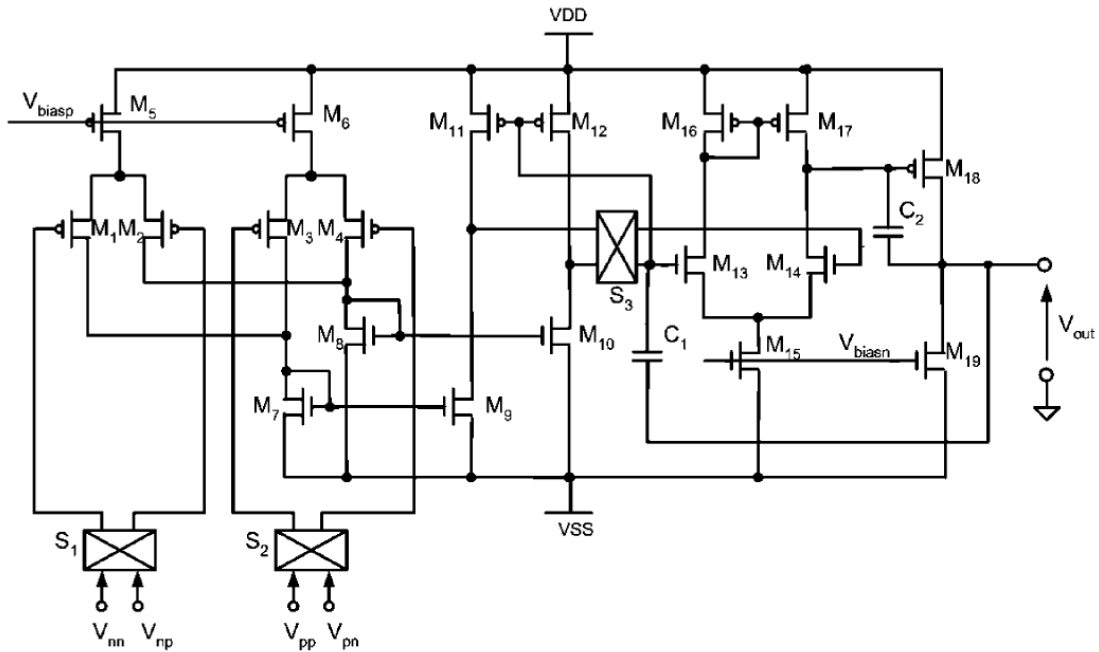 VDD
V_biasp
M_5
M_6
M_11
M_12
M_16
M_17
M_18
M_1
M_2
M_3
M_4
C_2
M_13
M_14
S_3
M_8
M_10
C_1
M_15
V_biasn
M_19
V_out
M_7
M_9
VSS
S_1
S_2
V_nn
V_np
V_pp
V_pn